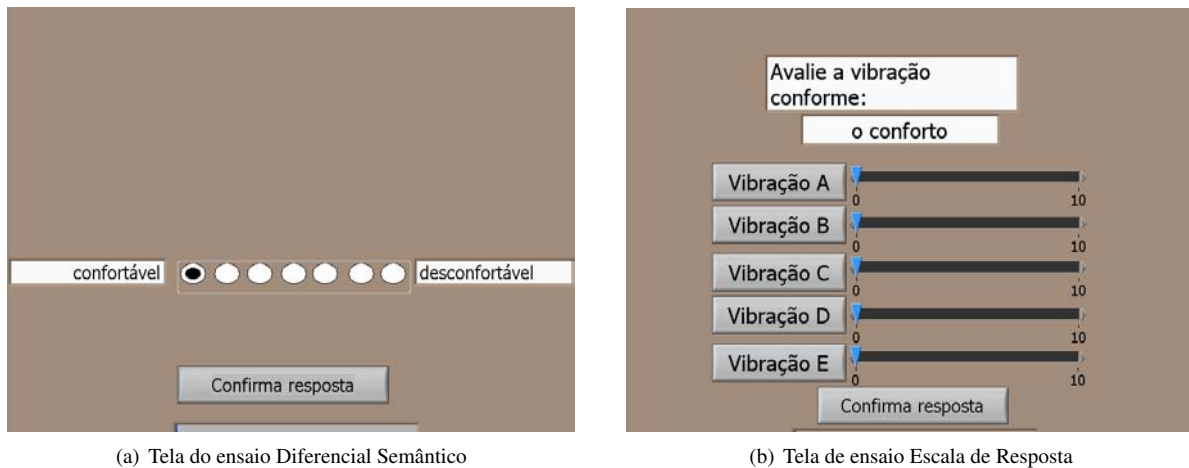 confortável
desconfortável
Confirma resposta
(a) Tela do ensaio Diferencial Semântico
Avalie a vibração
conforme:
o conforto
Vibração A
0 10
Vibração B
0 10
Vibração C
0 10
Vibração D
0 10
Vibração E
0 10
Confirma resposta
(b) Tela de ensaio Escala de Resposta